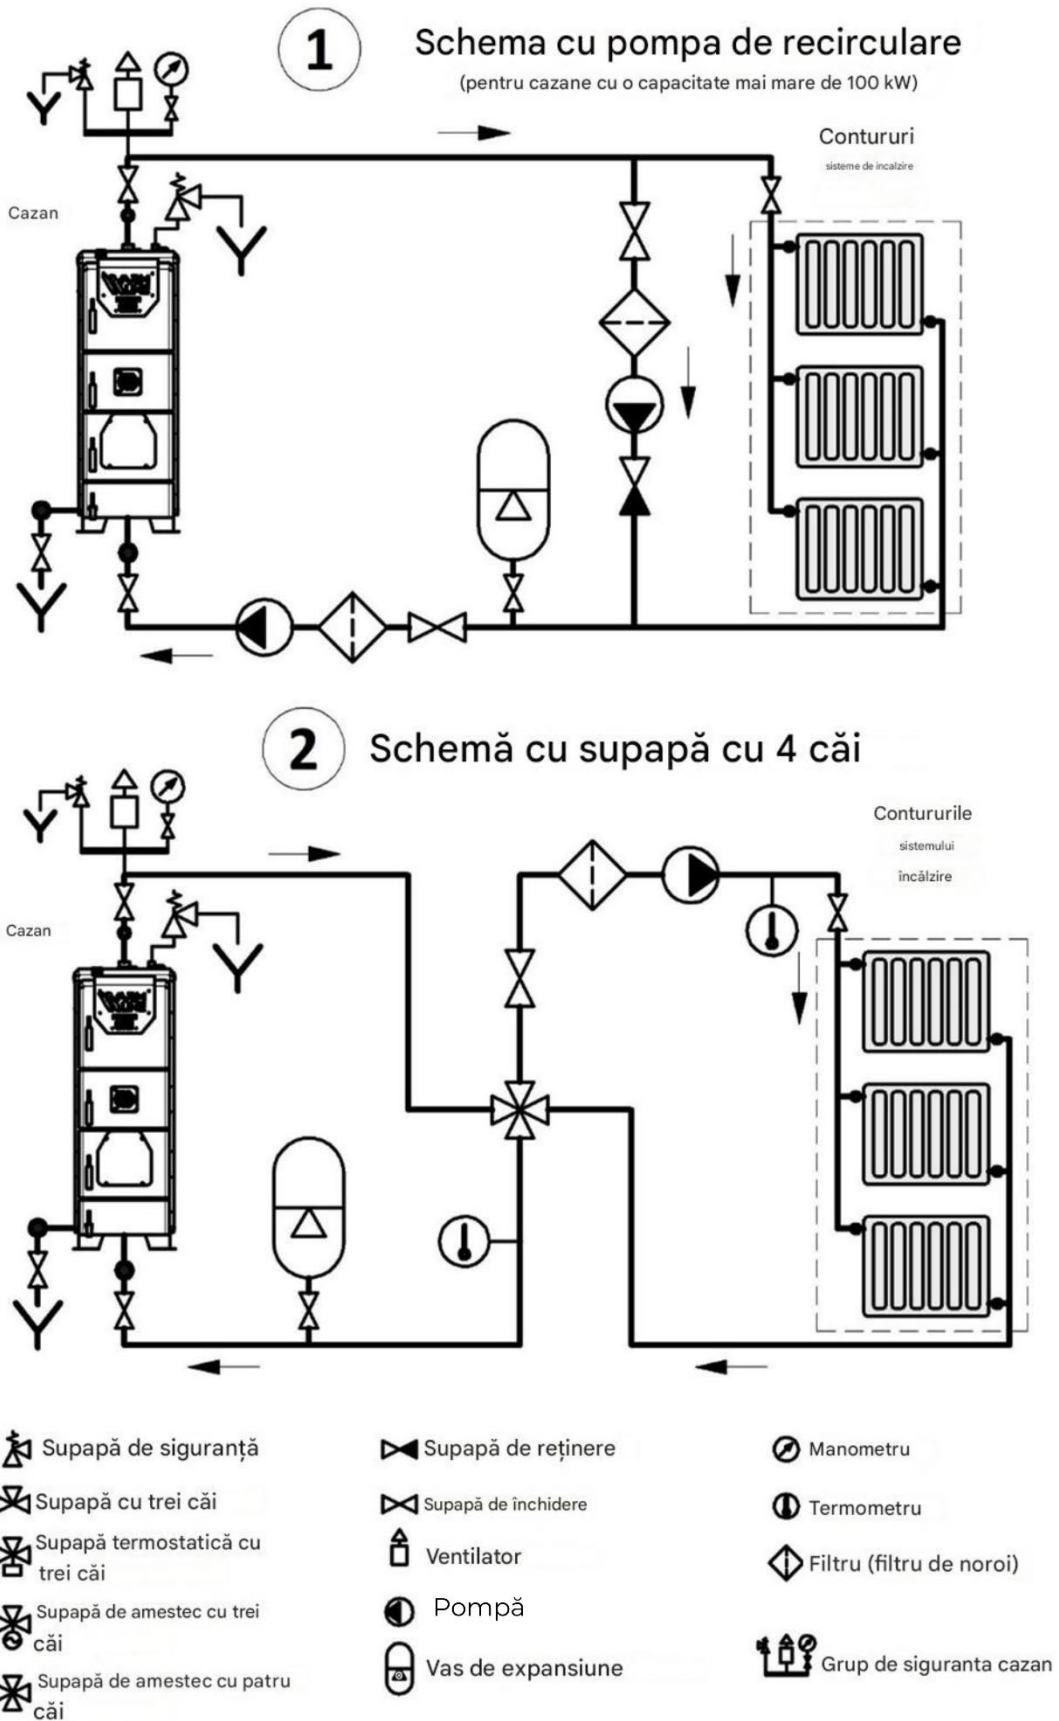 1
Schema cu pompa de recirculare
(pentru cazane cu o capacitate mai mare de 100 kW)
Contururi
sisteme de incalzire
Cazan
2
Schemă cu supapă cu 4 căi
Contururile
sistemului
încălzire
Cazan
Supapă de siguranță
Supapă cu trei căi
Supapă termostatică cu
trei căi
Supapă de amestec cu trei
căi
Supapă de amestec cu patru
căi
Supapă de reținere
Supapă de închidere
Ventilator
Pompă
Vas de expansiune
Manometru
Termometru
Filtru (filtru de noroi)
Grup de siguranta cazan